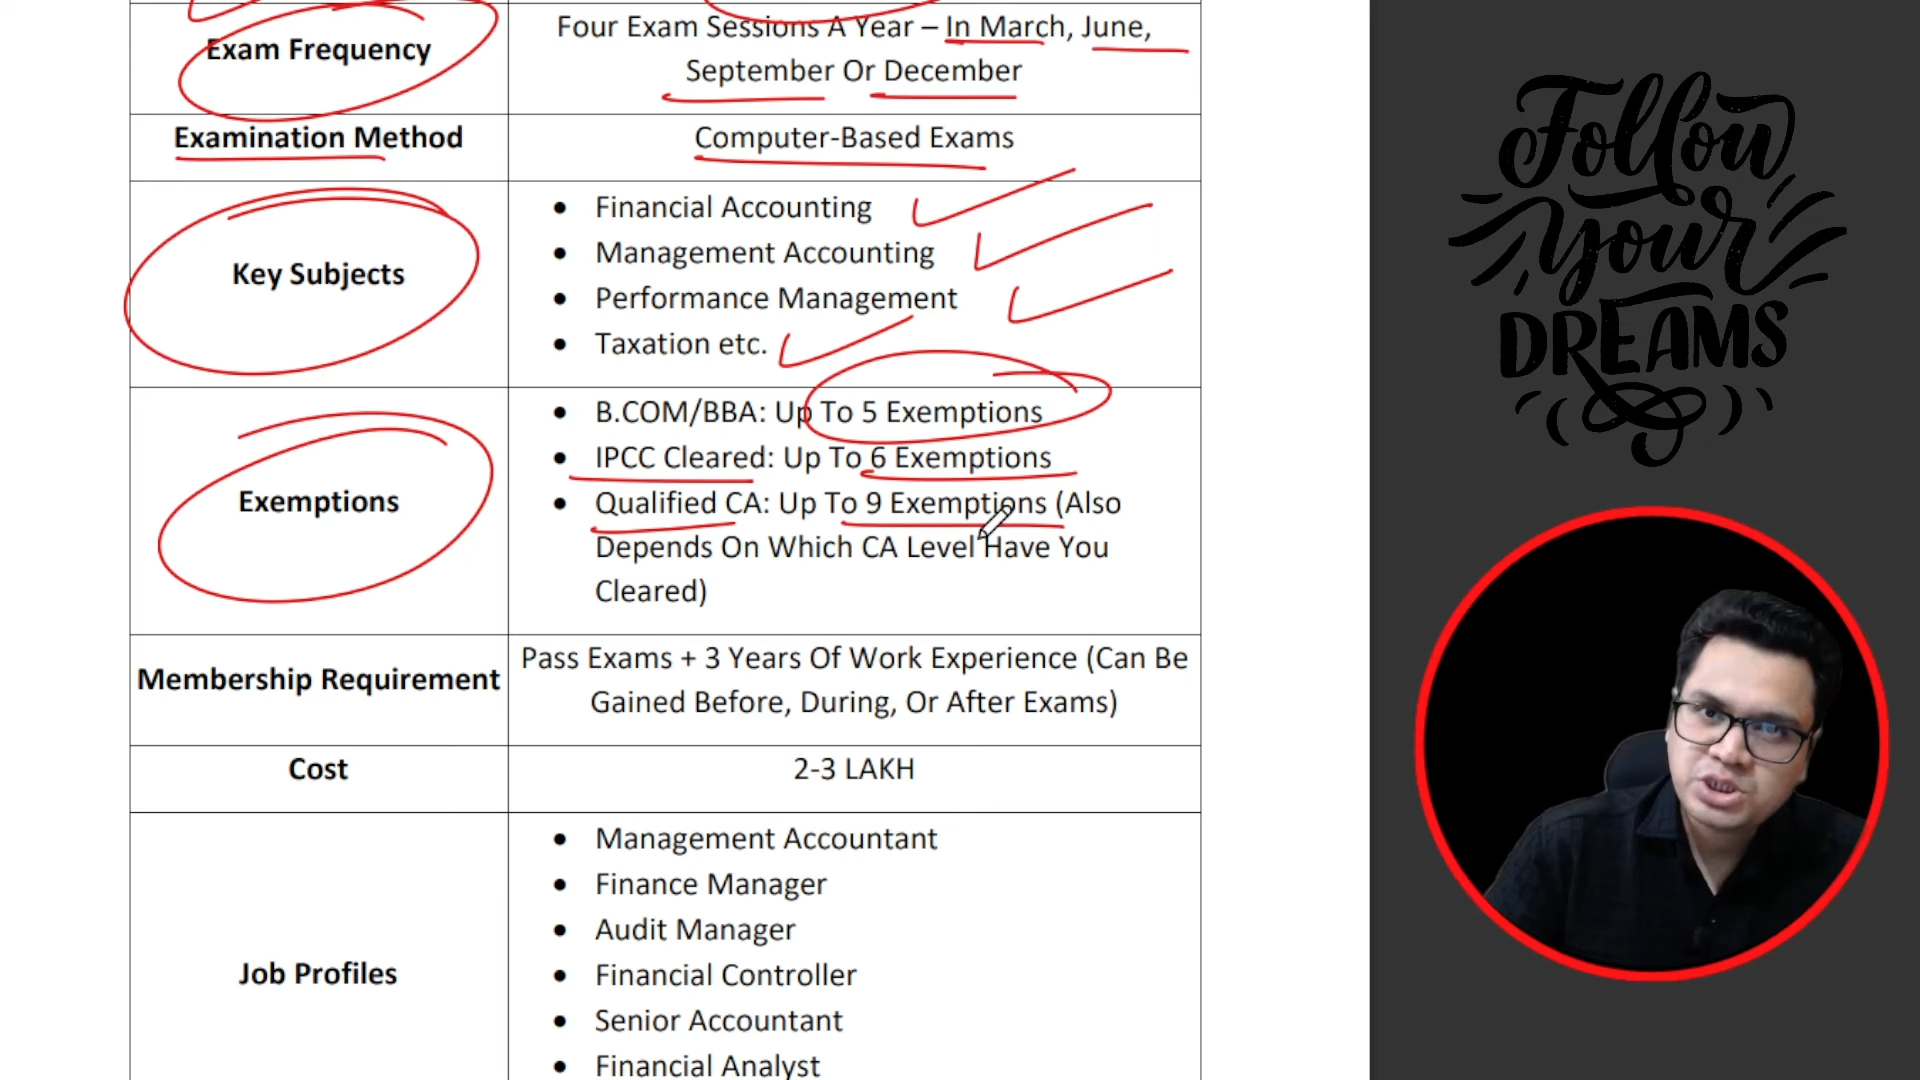 Exam Frequency
Four Exam Sessions A Year – In March, June,
September Or December
Examination Method
Computer-Based Exams
Key Subjects
• Financial Accounting
• Management Accounting
• Performance Management
• Taxation etc.
Exemptions
• B.COM/BBA: Up To 5 Exemptions
• IPCC Cleared: Up To 6 Exemptions
• Qualified CA: Up To 9 Exemptions (Also
Depends On Which CA Level Have You
Cleared)
Membership Requirement
Pass Exams + 3 Years Of Work Experience (Can Be
Gained Before, During, Or After Exams)
Cost
2-3 LAKH
Job Profiles
• Management Accountant
• Finance Manager
• Audit Manager
• Financial Controller
• Senior Accountant
• Financial Analyst
Follow
Your
DREAMS